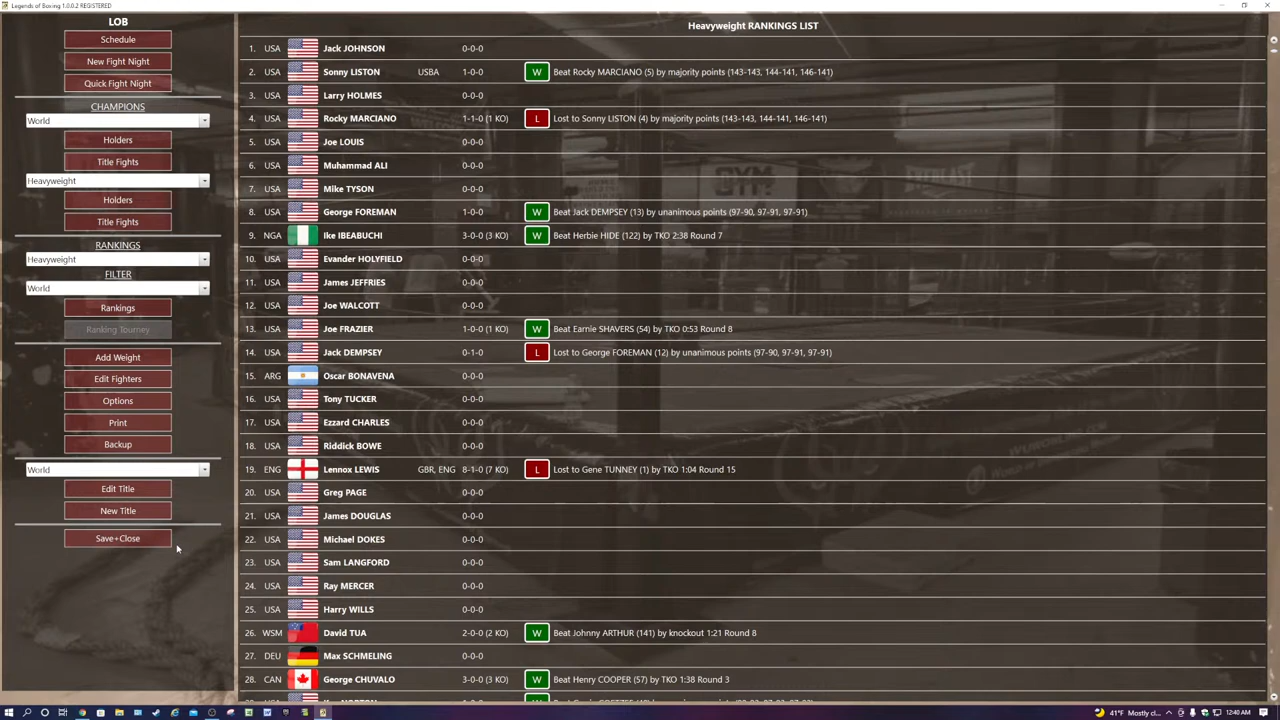 Legends of Boxing 1.0.0.2 REGISTERED
LOB
Schedule
New Fight Night
Quick Fight Night
CHAMPIONS
World
Holders
Title Fights
Heavyweight
Holders
Title Fights
RANKINGS
Heavyweight
FILTER
World
Rankings
Ranking Tourney
Add Weight
Edit Fighters
Options
Print
Backup
World
Edit Title
New Title
Save+Close
Heavyweight RANKINGS LIST
1. USA Jack JOHNSON 0-0-0
2. USA Sonny LISTON USBA 1-0-0 W Beat Rocky MARCIANO (5) by majority points (143-143, 144-141, 146-141)
3. USA Larry HOLMES 0-0-0
4. USA Rocky MARCIANO 1-1-0 (1 KO) L Lost to Sonny LISTON (4) by majority points (143-143, 144-141, 146-141)
5. USA Joe LOUIS 0-0-0
6. USA Muhammad ALI 0-0-0
7. USA Mike TYSON 0-0-0
8. USA George FOREMAN 1-0-0 W Beat Jack DEMPSEY (13) by unanimous points (97-90, 97-91, 97-91)
9. NGA Ike IBEABUCHI 3-0-0 (3 KO) W Beat Herbie HIDE (122) by TKO 2:38 Round 7
10. USA Evander HOLYFIELD 0-0-0
11. USA James JEFFRIES 0-0-0
12. USA Joe WALCOTT 0-0-0
13. USA Joe FRAZIER 1-0-0 (1 KO) W Beat Earnie SHAVERS (54) by TKO 0:53 Round 8
14. USA Jack DEMPSEY 0-1-0 L Lost to George FOREMAN (12) by unanimous points (97-90, 97-91, 97-91)
15. ARG Oscar BONAVENA 0-0-0
16. USA Tony TUCKER 0-0-0
17. USA Ezzard CHARLES 0-0-0
18. USA Riddick BOWE 0-0-0
19. ENG Lennox LEWIS GBR, ENG 8-1-0 (7 KO) L Lost to Gene TUNNEY (1) by TKO 1:04 Round 15
20. USA Greg PAGE 0-0-0
21. USA James DOUGLAS 0-0-0
22. USA Michael DOKES 0-0-0
23. USA Sam LANGFORD 0-0-0
24. USA Ray MERCER 0-0-0
25. USA Harry WILLS 0-0-0
26. WSM David TUA 2-0-0 (2 KO) W Beat Johnny ARTHUR (141) by knockout 1:21 Round 8
27. DEU Max SCHMELING 0-0-0
28. CAN George CHUVALO 3-0-0 (3 KO) W Beat Henry COOPER (57) by TKO 1:38 Round 3
41°F Mostly cl... 12:40 AM